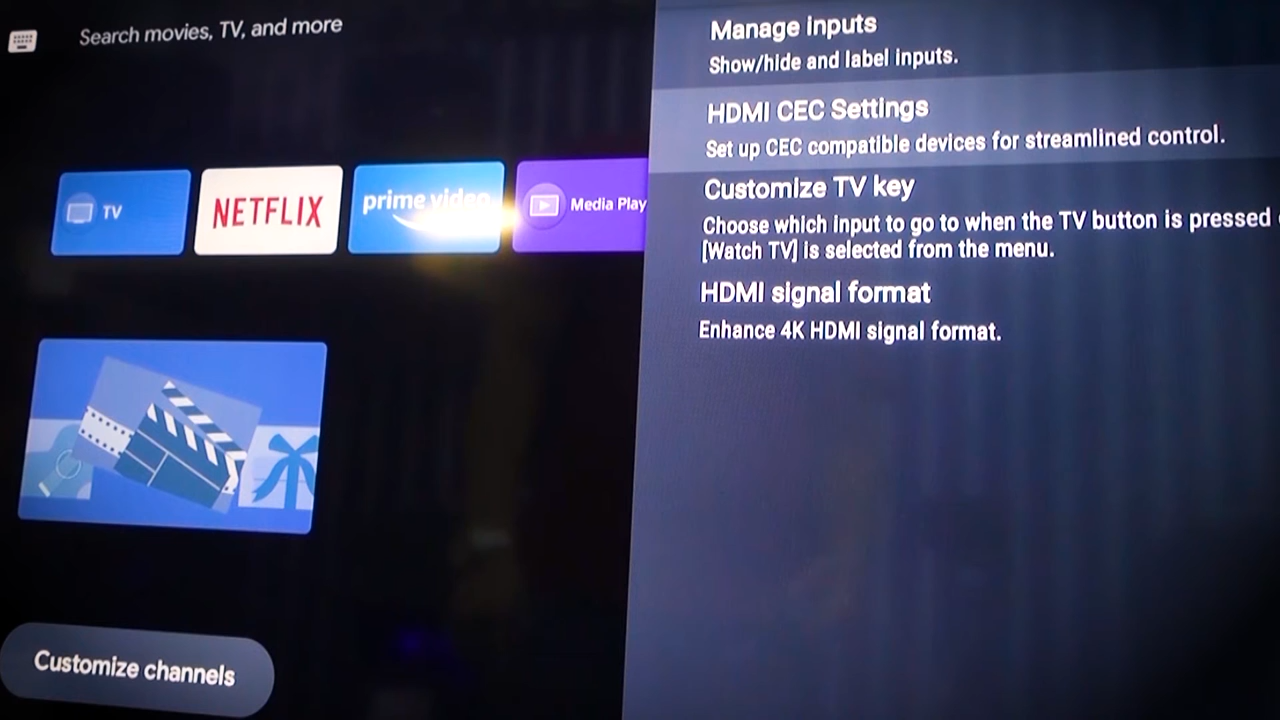 Search movies, TV, and more
TV
NETFLIX
prime video
Media Play
Customize channels
Manage inputs
Show/hide and label inputs.
HDMI CEC Settings
Set up CEC compatible devices for streamlined control.
Customize TV key
Choose which input to go to when the TV button is pressed
[Watch TV] is selected from the menu.
HDMI signal format
Enhance 4K HDMI signal format.